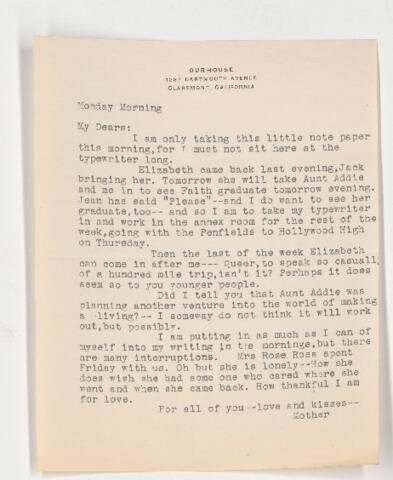 OURHOUSE
1287 DARTMOUTH AVENUE
CLAREMONT, CALIFORNIA
Monday Morning
My Dears:
I am only taking this little note paper
this morning,for I must not sit here at the
typewriter long.
Elizabeth came back last evening,Jack
bringing her. Tomorrow she will take Aunt Addie
and me in to see Faith graduate tomorrow evening.
Jean has said "Please"--and I do want to see her
graduate,too-- and so I am to take my typewriter
in and work in the annex room for the rest of the
week,going with the Penfields to Hollywood High
on Thursday.
Then the last of the week Elizabeth
can come in after me--- Queer,to speak so casually
of a hundred mile trip,isn't it? Perhaps it does
seem so to you younger people.
Did I tell you that Aunt Addie was
planning another venture into the world of making
a living?-- I someway do not think it will work
out,but possibly.
I am putting in as much as I can of
myself into my writing in the mornings,but there
are many interruptions. Mrs Rose Ross spent
Friday with us. Oh but she is lonely--How she
does wish she had some one who cared where she
went and when she came back. How thankful I am
for love.
For all of you--love and kisses--
Mother